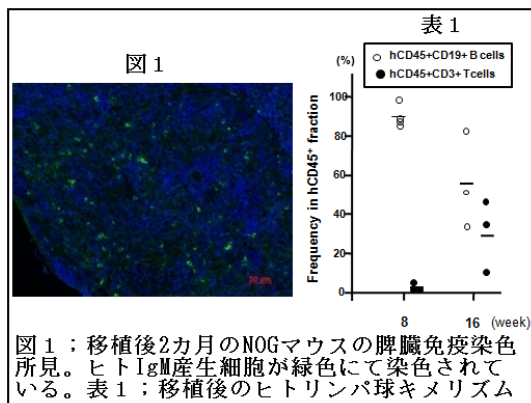 図1
表1
(%)
hCD45+CD19+ B cells
hCD45+CD3+ T cells
Frequency in hCD45⁺ fraction
100
80
60
40
20
0
8
16
(week)
図1；移植後2カ月のNOGマウスの脾臓免疫染色
所見。ヒトIgM産生細胞が緑色にて染色されて
いる。表1；移植後のヒトリンパ球キメリズム